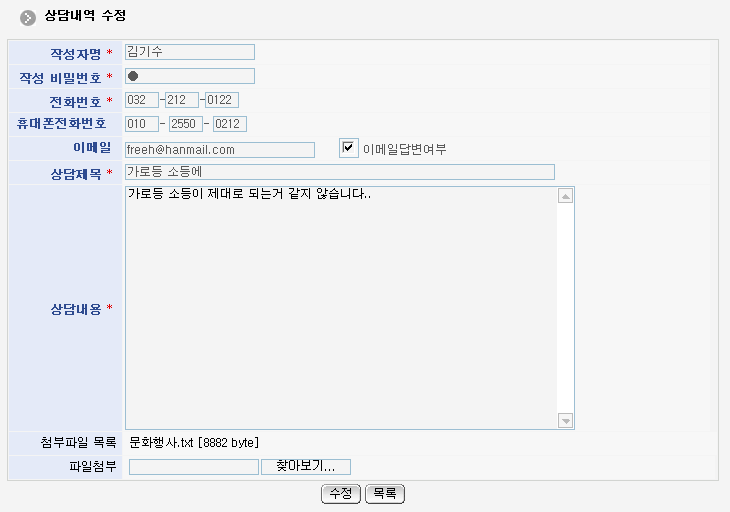 상담내역 수정
작성자명 * 김기수
작성 비밀번호 * ●
전화번호 * 032-212-0122
휴대폰전화번호 010-2550-0212
이메일 freeh@hanmail.com 이메일답변여부
상담제목 * 가로등 소등에
가로등 소등이 제대로 되는거 같지 않습니다..
상담내용 *
첨부파일 목록 문화행사.txt [8882 byte]
파일첨부 찾아보기...
수정 목록